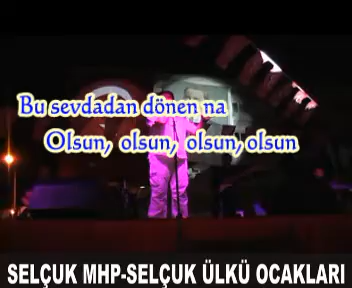 Bu sevdadan dönen na
Olsun, olsun, olsun, olsun
SELÇUK MHP-SELÇUK ÜLKÜ OCAKLARI